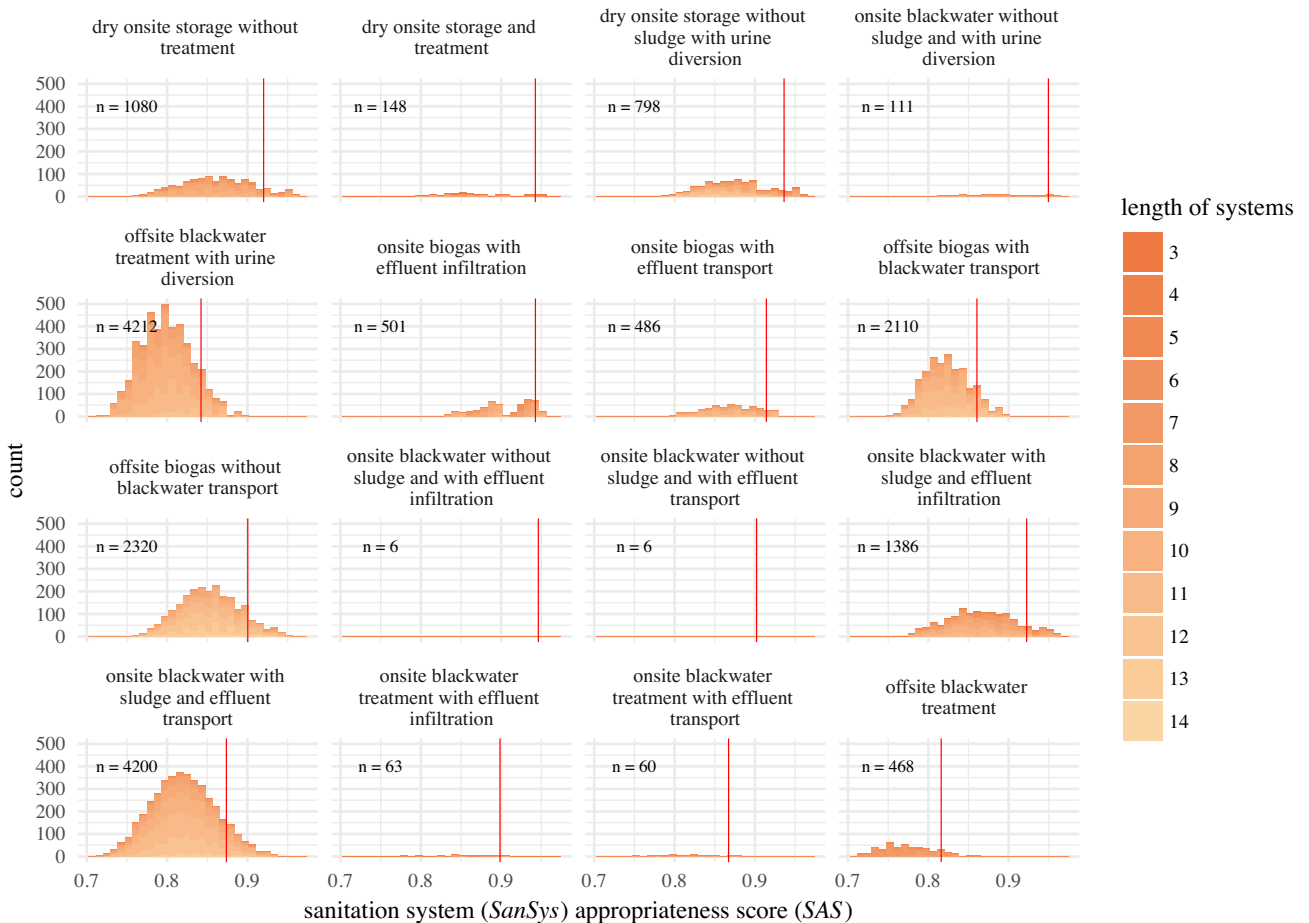 dry onsite storage without
treatment
dry onsite storage and
treatment
dry onsite storage without
sludge with urine
diversion
onsite blackwater without
sludge and with urine
diversion
500
400
300
200
100
0
n = 1080
n = 148
n = 798
n = 111
offsite blackwater
treatment with urine
diversion
onsite biogas with
effluent infiltration
onsite biogas with
effluent transport
offsite biogas with
blackwater transport
500
400
300
200
100
0
n = 4212
n = 501
n = 486
n = 2110
offsite biogas without
blackwater transport
onsite blackwater without
sludge and with effluent
infiltration
onsite blackwater without
sludge and with effluent
transport
onsite blackwater with
sludge and effluent
infiltration
500
400
300
200
100
0
n = 2320
n = 6
n = 6
n = 1386
onsite blackwater with
sludge and effluent
transport
onsite blackwater
treatment with effluent
infiltration
onsite blackwater
treatment with effluent
transport
offsite blackwater
treatment
500
400
300
200
100
0
n = 4200
n = 63
n = 60
n = 468
0.7 0.8 0.9
0.7 0.8 0.9
0.7 0.8 0.9
0.7 0.8 0.9
count
sanitation system (SanSys) appropriateness score (SAS)
length of systems
3
4
5
6
7
8
9
10
11
12
13
14